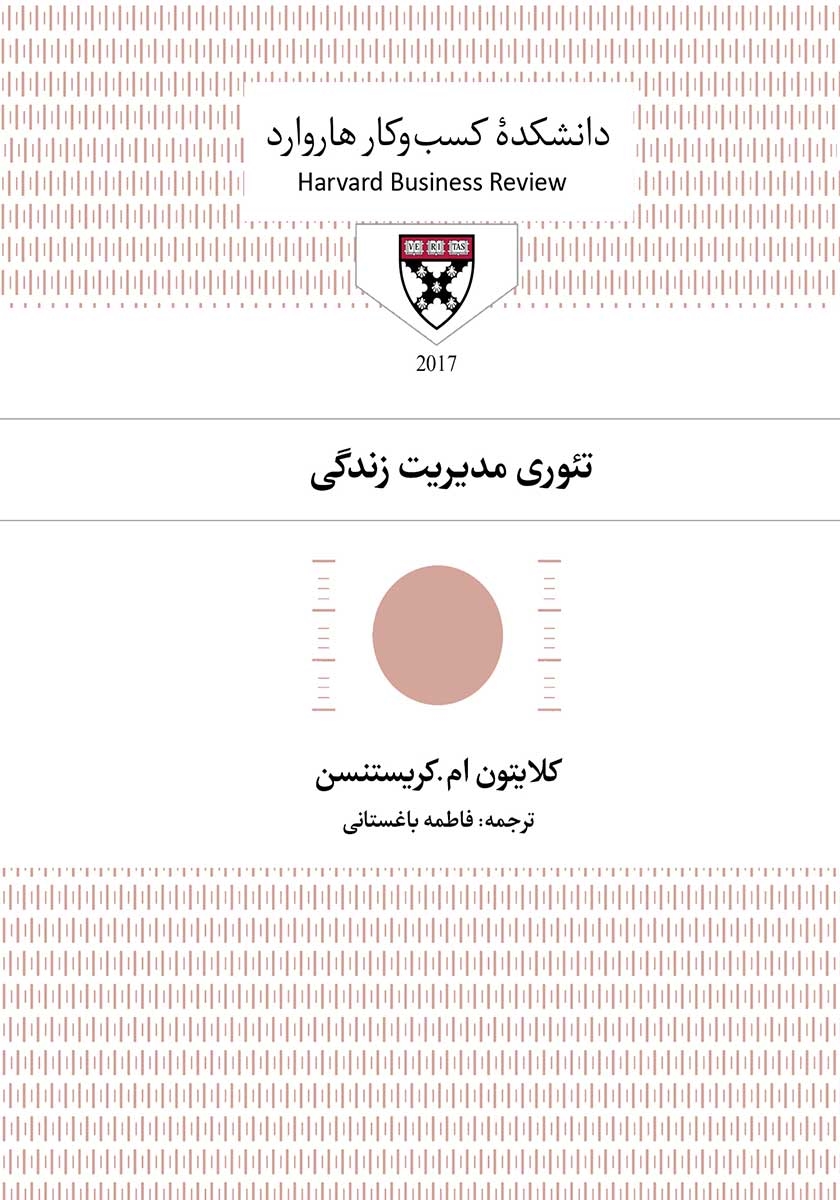 دانشکدهٔ کسب‌وکار هاروارد
Harvard Business Review
VE RI TAS
2017
تئوری مدیریت زندگی
کلایتون ام.کریستنسن
ترجمه: فاطمه باغستانی